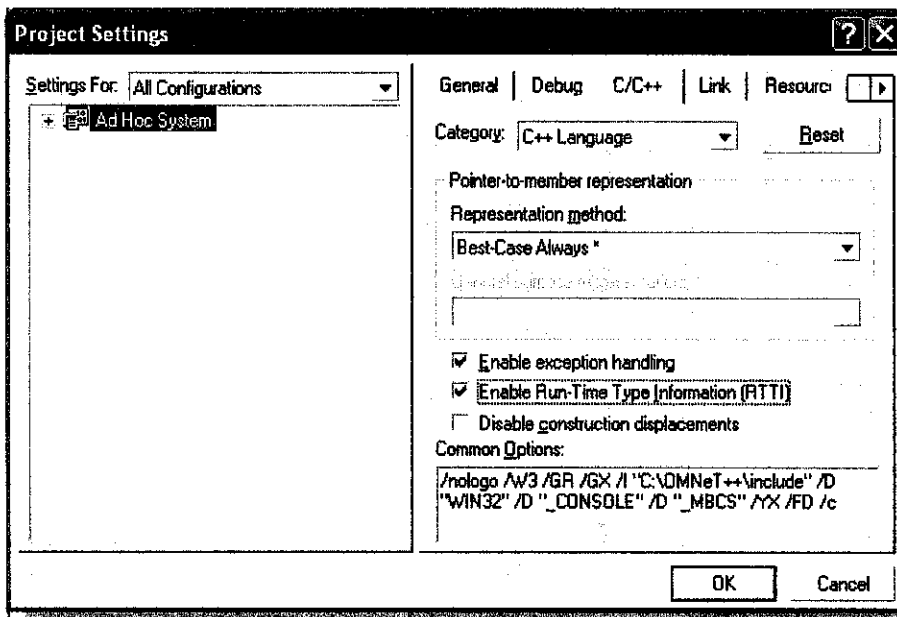 Project Settings
Settings For: All Configurations
Ad Hoc System
General Debug C/C++ Link Resourc
Category: C++ Language Reset
Pointer-to-member representation
Representation method:
Best-Case Always *
Enable exception handling
Enable Run-Time Type Information (RTTI)
Disable construction displacements
Common Options:
/nologo /W3 /GR /GX /I "C:\OMNeT++\include" /D
"WIN32" /D "_CONSOLE" /D "_MBCS" /YX /FD /c
OK Cancel